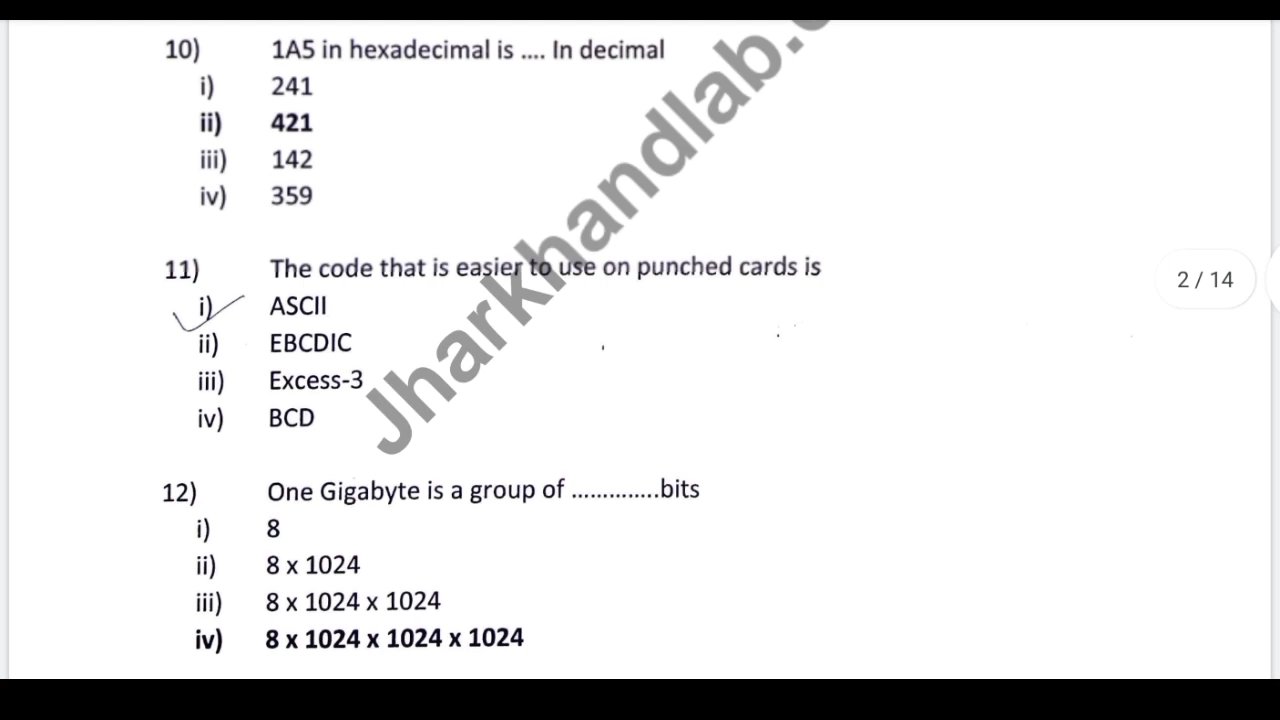 10) 1A5 in hexadecimal is .... In decimal
i) 241
ii) 421
iii) 142
iv) 359
11) The code that is easier to use on punched cards is
i) ASCII
ii) EBCDIC
iii) Excess-3
iv) BCD
12) One Gigabyte is a group of ..............bits
i) 8
ii) 8 x 1024
iii) 8 x 1024 x 1024
iv) 8 x 1024 x 1024 x 1024
2 / 14
Jharkhandlab.